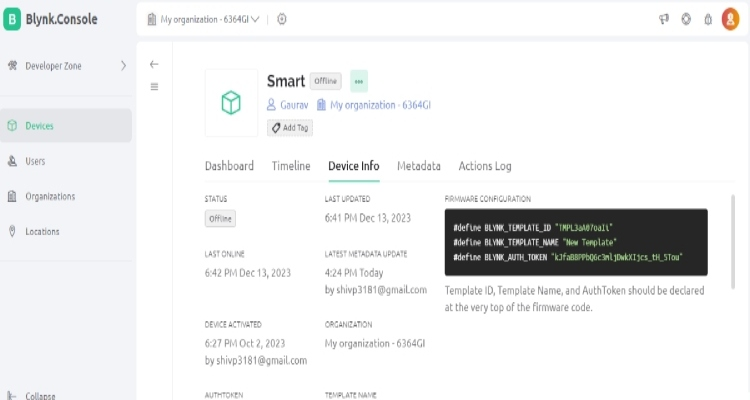 B Blynk.Console
My organization - 6364GI
Developer Zone
Devices
Users
Organizations
Locations
Collapse
Smart Offline
Gaurav My organization - 6364GI
Add Tag
Dashboard Timeline Device Info Metadata Actions Log
STATUS
Offline
LAST UPDATED
6:41 PM Dec 13, 2023
LAST ONLINE
6:42 PM Dec 13, 2023
LATEST METADATA UPDATE
4:24 PM Today
by shivp3181@gmail.com
DEVICE ACTIVATED
6:27 PM Oct 2, 2023
by shivp3181@gmail.com
ORGANIZATION
My organization - 6364GI
AUTHTOKEN
TEMPLATE NAME
FIRMWARE CONFIGURATION
#define BLYNK_TEMPLATE_ID "TMPL3aA07oaIi"
#define BLYNK_TEMPLATE_NAME "New Template"
#define BLYNK_AUTH_TOKEN "kJfaB8PPbQ6c3mljDwkXIjcs_tH_5Tou"
Template ID, Template Name, and AuthToken should be declared
at the very top of the firmware code.